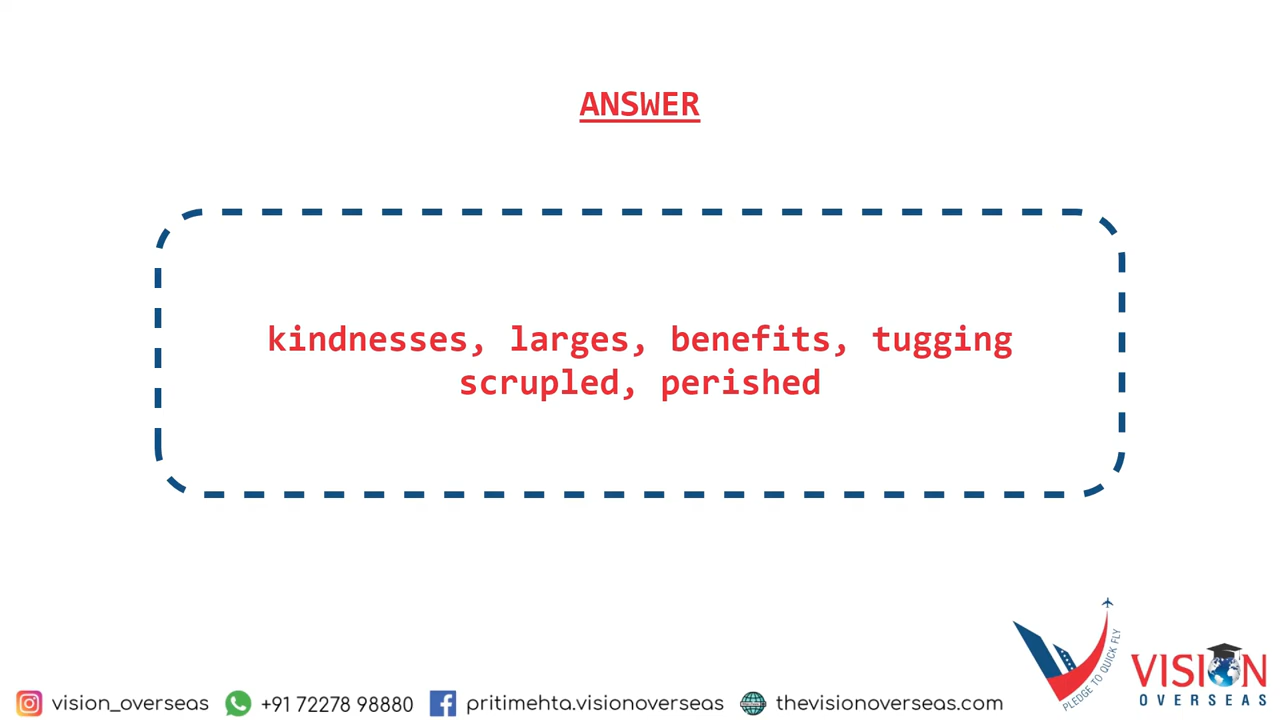 ANSWER
kindnesses, larges, benefits, tugging
scrupled, perished
PLEDGE TO QUICK FLY
VISION
OVERSEAS
vision_overseas
+91 72278 98880
pritimehta.visionoverseas
thevisionoverseas.com